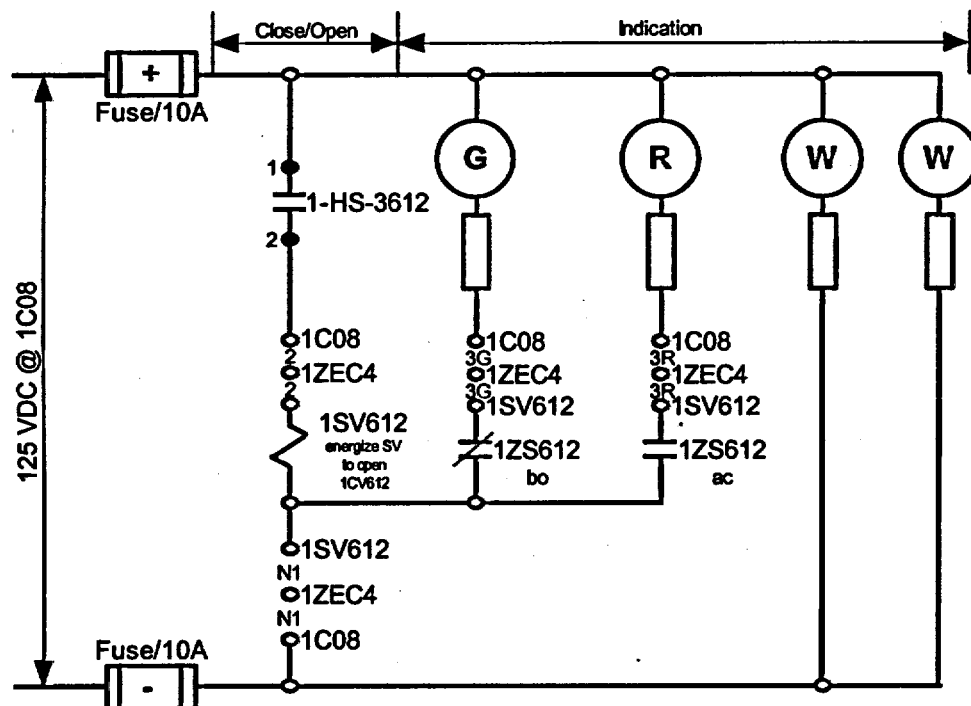 Close/Open
Indication
+
Fuse/10A
G
R
W
W
1
1-HS-3612
2
125 VDC @ 1C08
1C08
1C08
1C08
2
3G
3R
1ZEC4
1ZEC4
1ZEC4
2
3G
3R
1SV612
1SV612
1SV612
energize SV
to open
1CV612
1ZS612
bo
1ZS612
ac
1SV612
N1
1ZEC4
N1
1C08
Fuse/10A
-